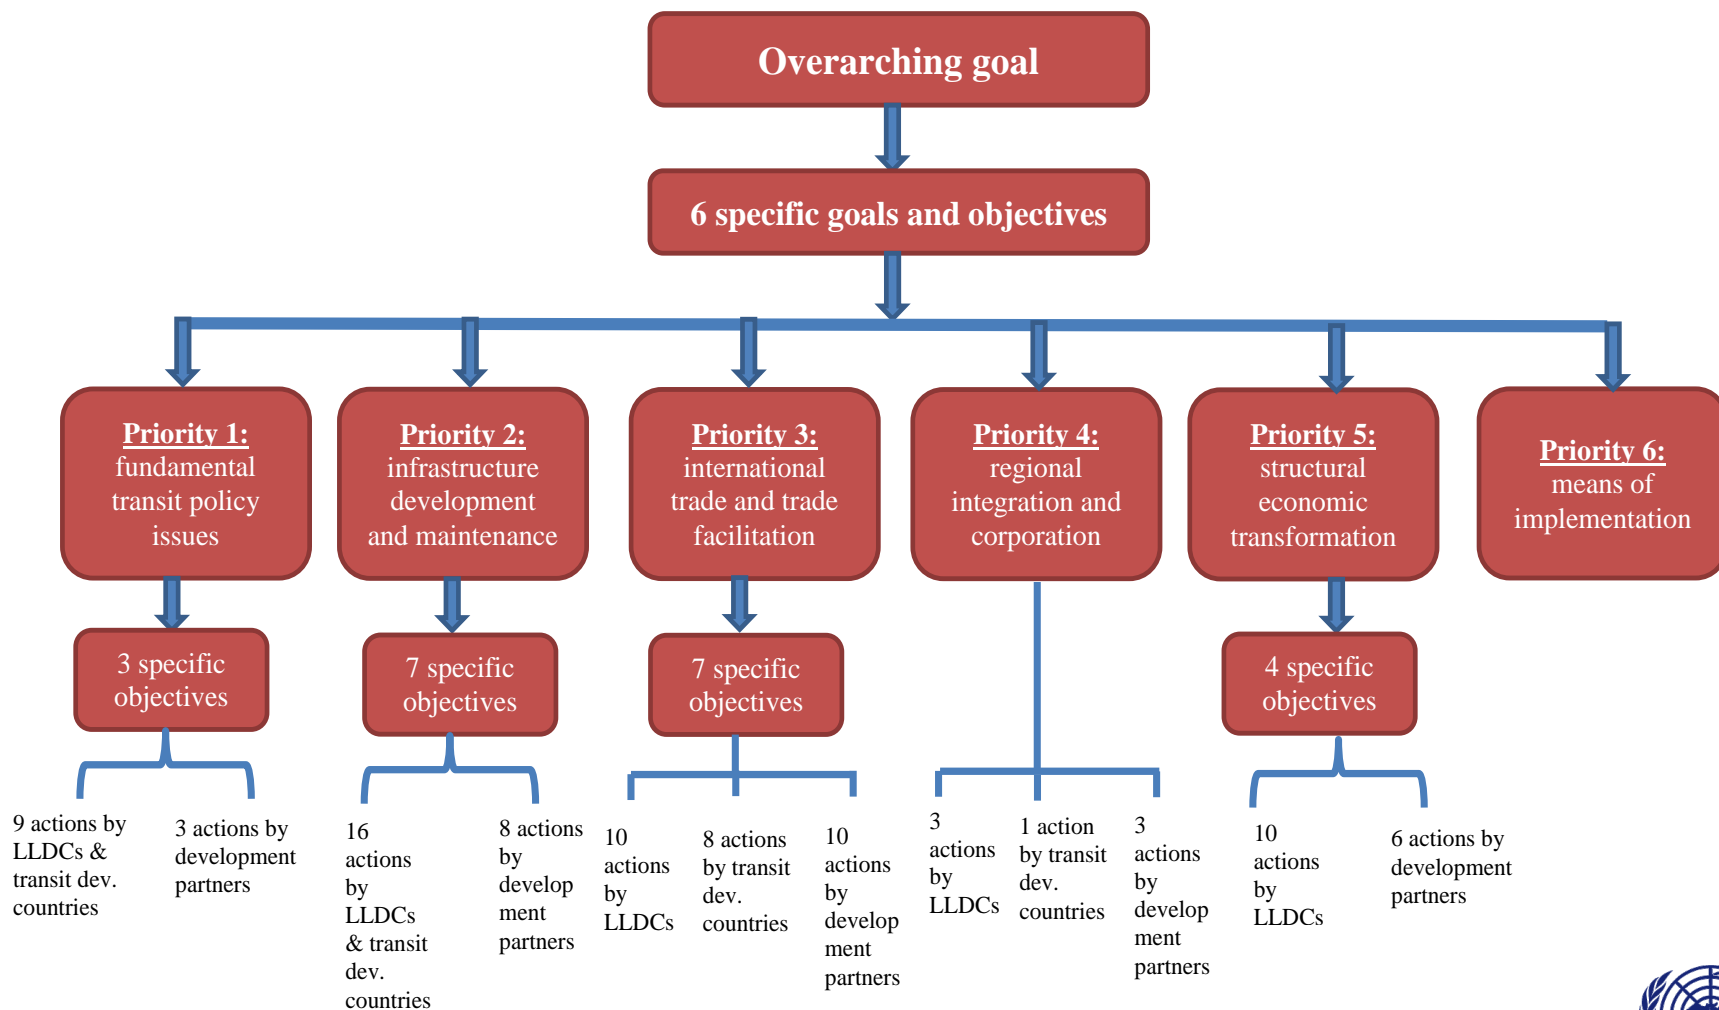 Overarching goal
6 specific goals and objectives
Priority 1:
fundamental
transit policy
issues
Priority 2:
infrastructure
development
and maintenance
Priority 3:
international
trade and trade
facilitation
Priority 4:
regional
integration and
corporation
Priority 5:
structural
economic
transformation
Priority 6:
means of
implementation
3 specific
objectives
7 specific
objectives
7 specific
objectives
4 specific
objectives
9 actions by
LLDCs &
transit dev.
countries
3 actions by
development
partners
16
actions
by
LLDCs
& transit
dev.
countries
8 actions
by
develop
ment
partners
10
actions
by
LLDCs
8 actions
by transit
dev.
countries
10
actions
by
develop
ment
partners
3
actions
by
LLDCs
1 action
by transit
dev.
countries
3
actions
by
develop
ment
partners
10
actions
by
LLDCs
6 actions by
development
partners